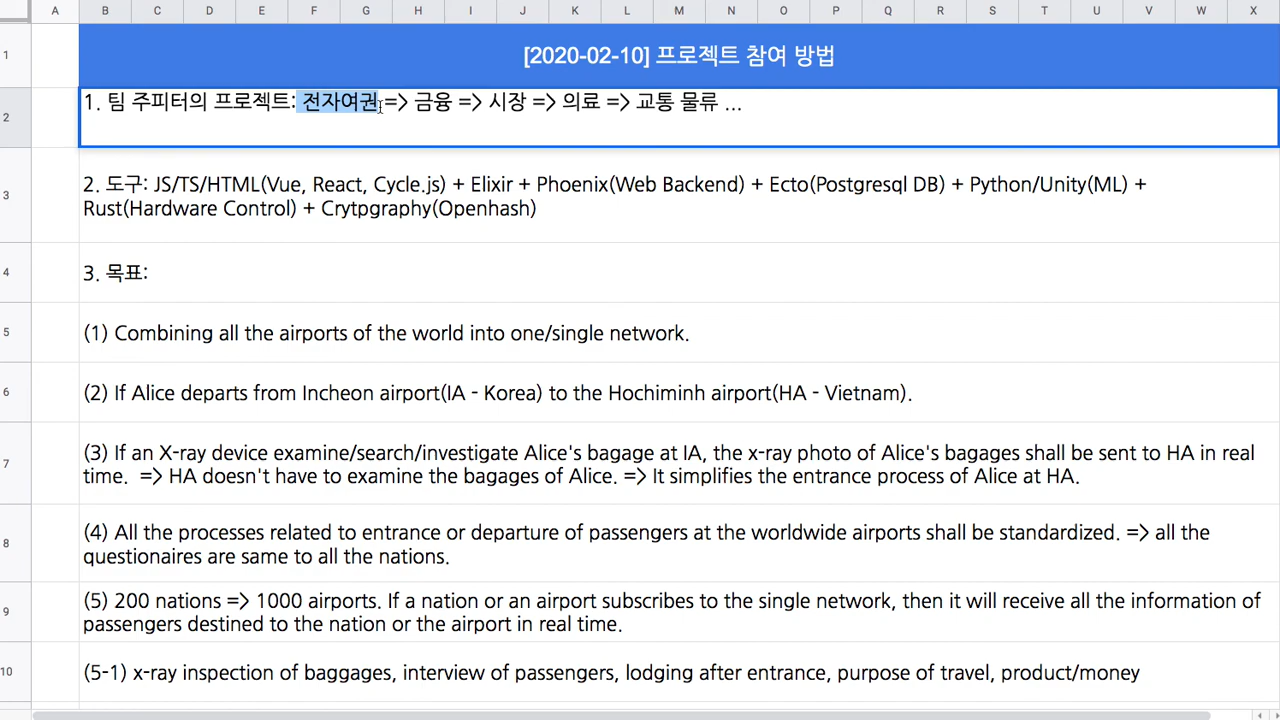 A B C D E F G H I J K L M N O P Q R S T U V W X
1 [2020-02-10] 프로젝트 참여 방법
2 1. 팀 주피터의 프로젝트: 전자여권 => 금융 => 시장 => 의료 => 교통 물류 ...
3 2. 도구: JS/TS/HTML(Vue, React, Cycle.js) + Elixir + Phoenix(Web Backend) + Ecto(Postgresql DB) + Python/Unity(ML) +
Rust(Hardware Control) + Crytpgraphy(Openhash)
4 3. 목표:
5 (1) Combining all the airports of the world into one/single network.
6 (2) If Alice departs from Incheon airport(IA - Korea) to the Hochiminh airport(HA - Vietnam).
7 (3) If an X-ray device examine/search/investigate Alice's bagage at IA, the x-ray photo of Alice's bagages shall be sent to HA in real
time. => HA doesn't have to examine the bagages of Alice. => It simplifies the entrance process of Alice at HA.
8 (4) All the processes related to entrance or departure of passengers at the worldwide airports shall be standardized. => all the
questionaires are same to all the nations.
9 (5) 200 nations => 1000 airports. If a nation or an airport subscribes to the single network, then it will receive all the information of
passengers destined to the nation or the airport in real time.
10 (5-1) x-ray inspection of baggages, interview of passengers, lodging after entrance, purpose of travel, product/money